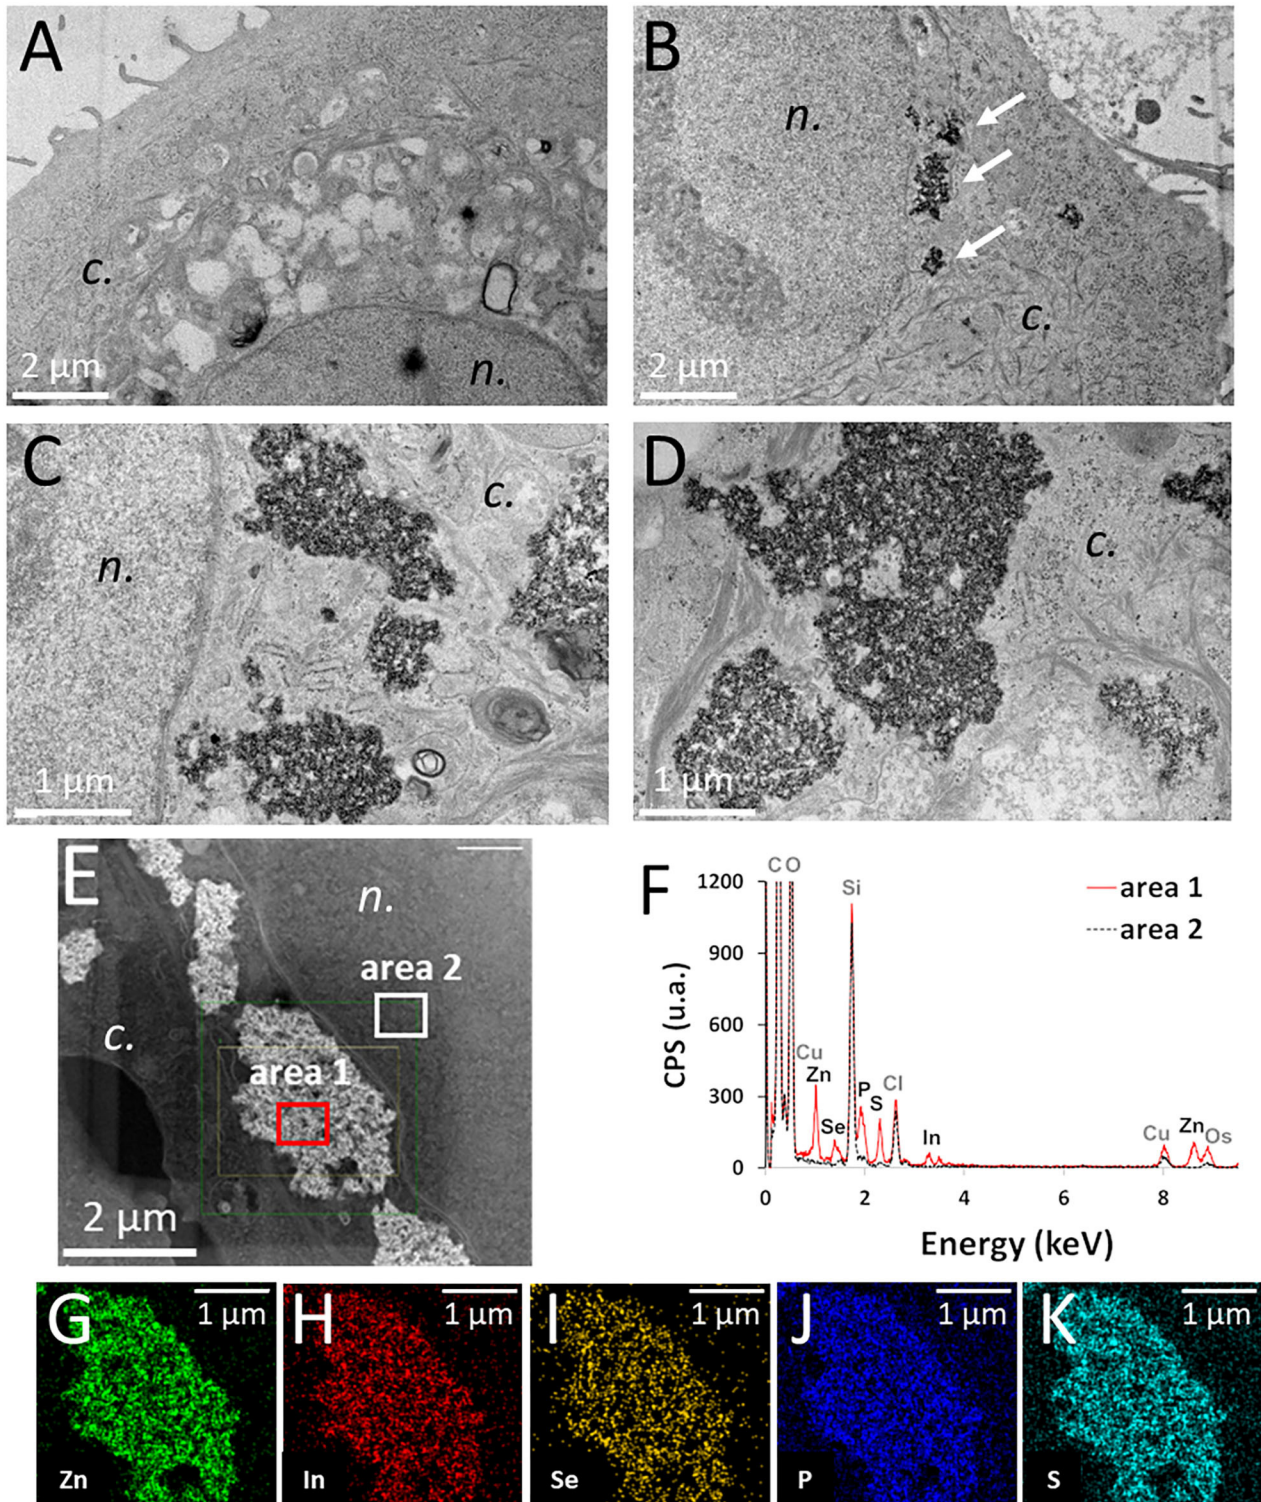 A
c.
n.
2 µm
B
n.
c.
2 µm
C
n.
c.
1 µm
D
c.
1 µm
E
n.
area 2
c.
area 1
2 µm
F
C O
1200
Si
area 1
area 2
900
CPS (u.a.)
600
Cu
Zn
300
P
Cl
S
Se
In
Cu
Zn
Os
0
0
2
4
6
8
Energy (keV)
G
1 µm
Zn
H
1 µm
In
I
1 µm
Se
J
1 µm
P
K
1 µm
S